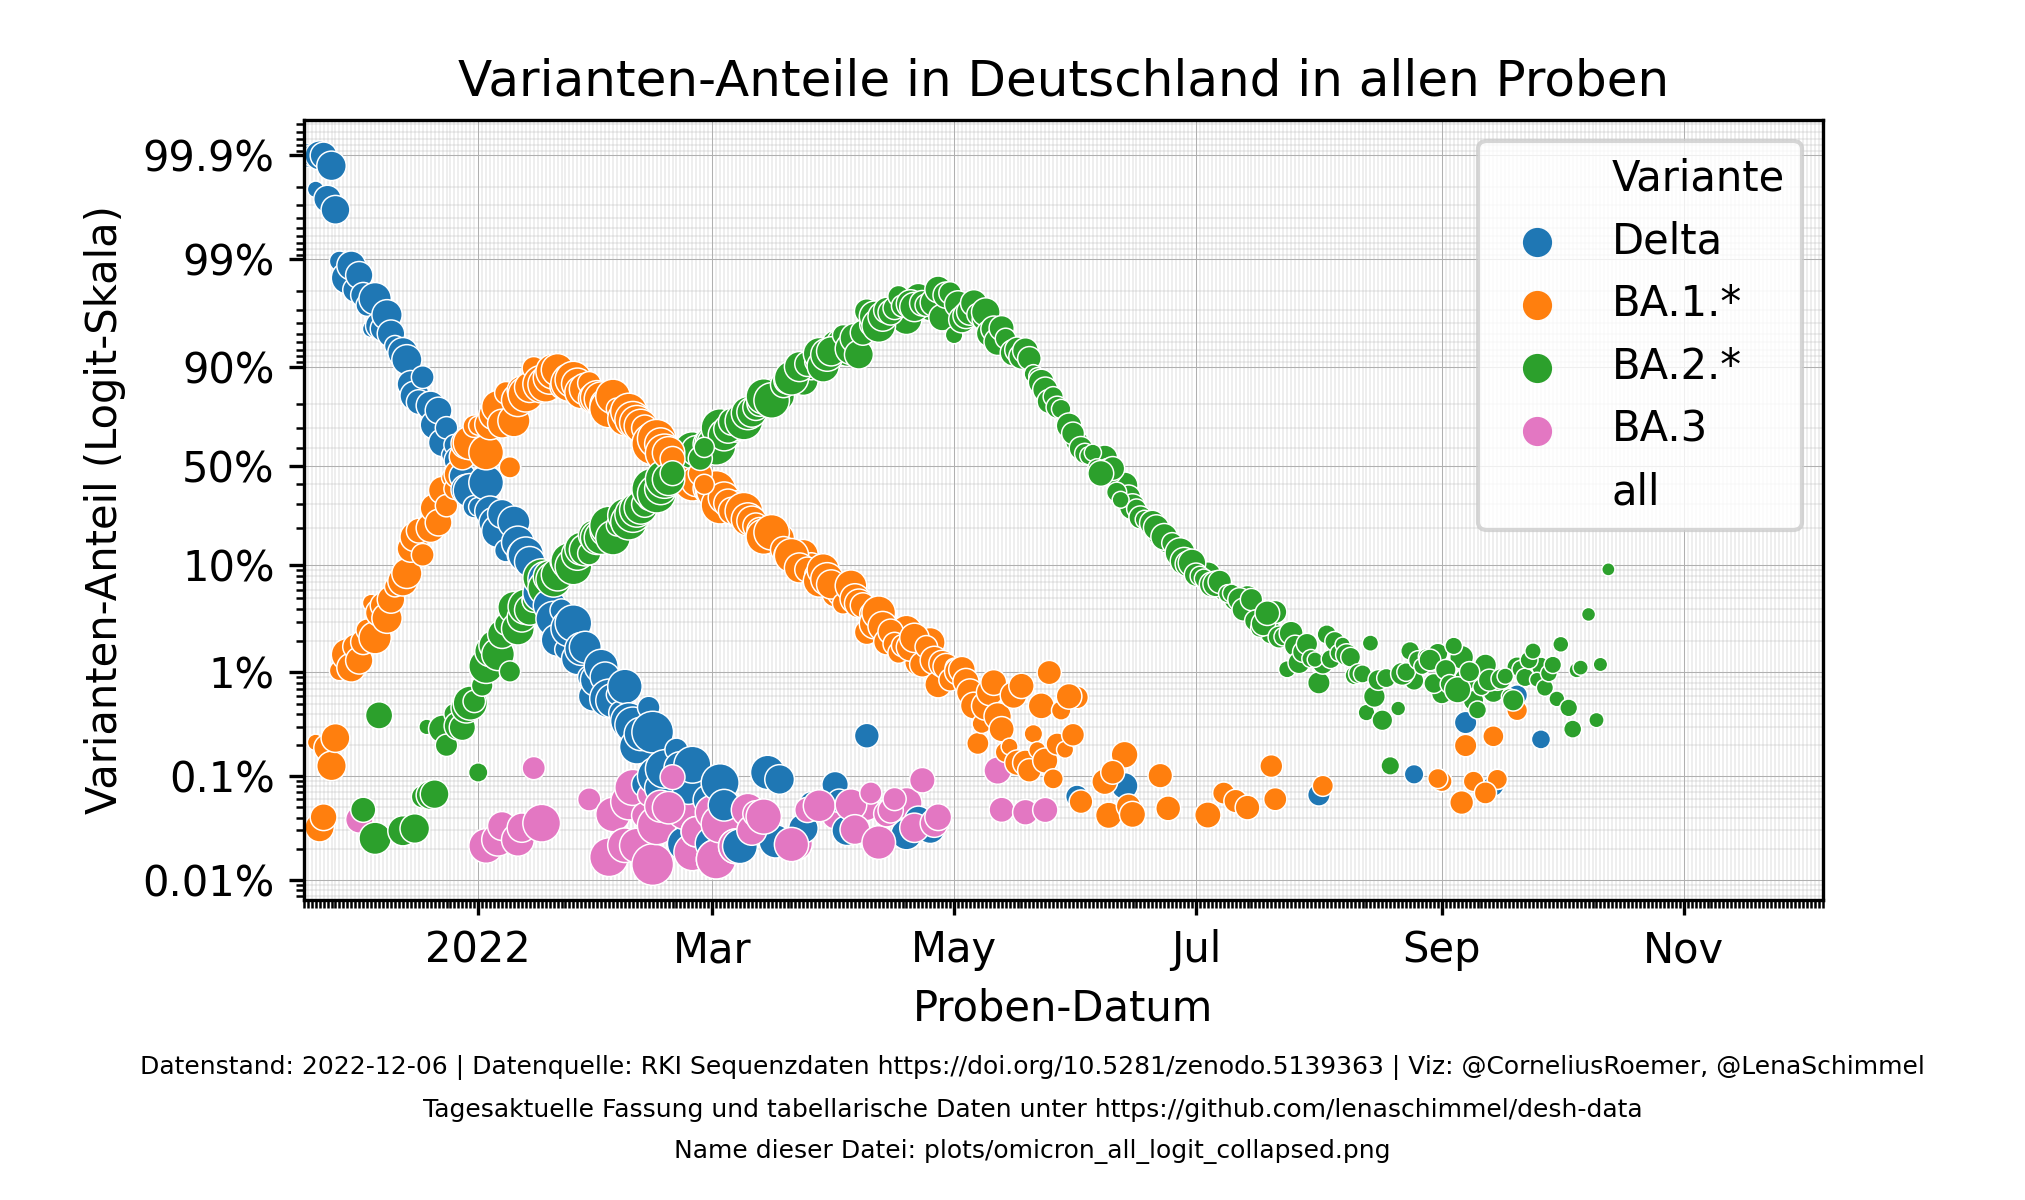 Varianten-Anteile in Deutschland in allen Proben
99.9%
99%
90%
50%
10%
1%
0.1%
0.01%
Varianten-Anteil (Logit-Skala)
Variante
Delta
BA.1.*
BA.2.*
BA.3
all
2022
Mar
May
Jul
Sep
Nov
Proben-Datum
Datenstand: 2022-12-06 | Datenquelle: RKI Sequenzdaten https://doi.org/10.5281/zenodo.5139363 | Viz: @CorneliusRoemer, @LenaSchimmel
Tagesaktuelle Fassung und tabellarische Daten unter https://github.com/lenaschimmel/desh-data
Name dieser Datei: plots/omicron_all_logit_collapsed.png